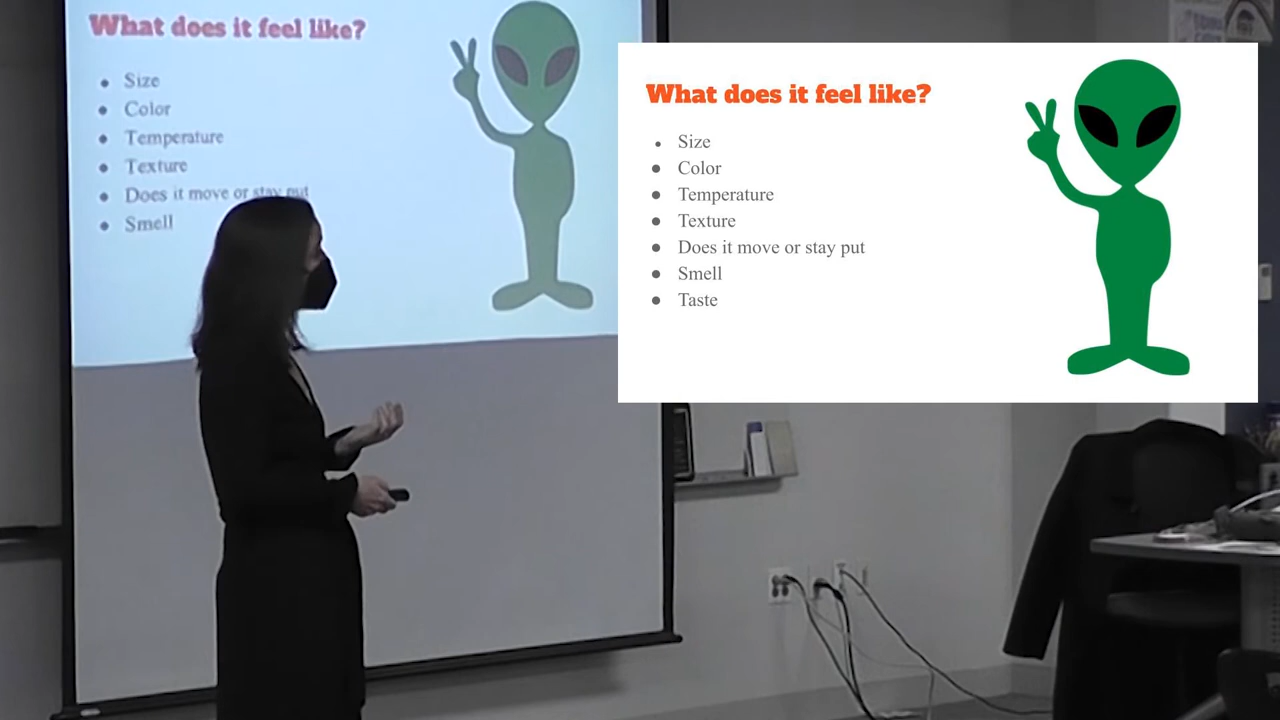 What does it feel like?
• Size
• Color
• Temperature
• Texture
• Does it move or stay put
• Smell
What does it feel like?
• Size
• Color
• Temperature
• Texture
• Does it move or stay put
• Smell
• Taste